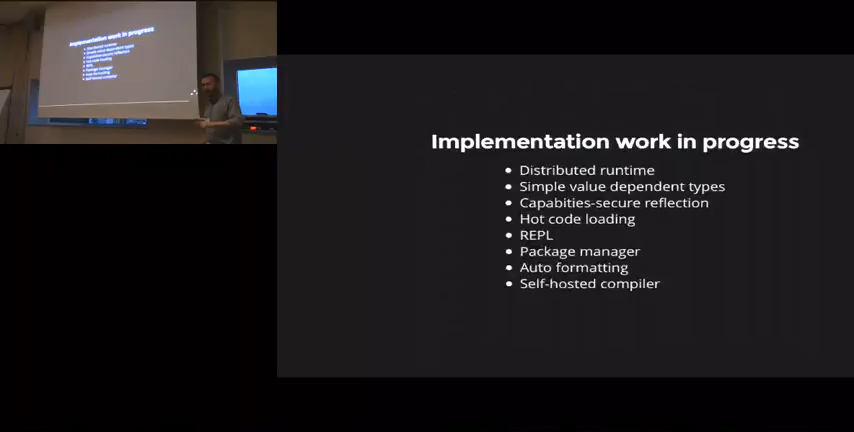 Implementation work in progress
• Distributed runtime
• Simple value dependent types
• Capabities-secure reflection
• Hot code loading
• REPL
• Package manager
• Auto formatting
• Self-hosted compiler